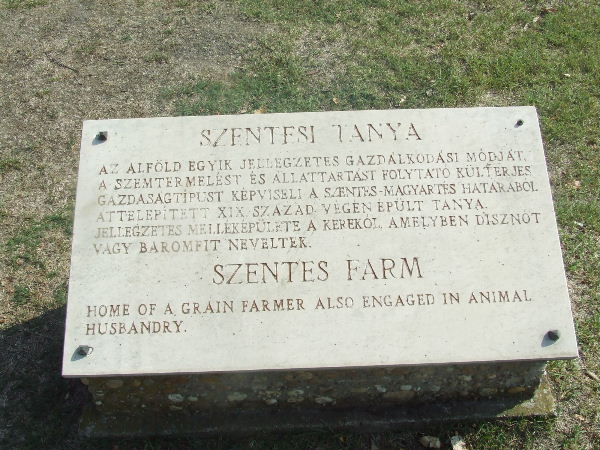 SZENTESI TANYA
AZ ALFÖLD EGYIK JELLEGZETES GAZDÁLKODÁSI MÓDJÁT,
A SZEMTERMELÉST ÉS ÁLLATTARTÁST FOLYTATÓ KÜLTERJES
GAZDASÁGTÍPUST KÉPVISELI A SZENTES-MAGYARTÉS HATÁRÁBÓL
ÁTTELEPÍTETT XIX. SZÁZAD VÉGÉN ÉPÜLT TANYA.
JELLEGZETES MELLÉKÉPÜLETE A KEREKÓL, AMELYBEN DISZNÓT
VAGY BAROMFIT NEVELTEK.
SZENTES FARM
HOME OF A GRAIN FARMER ALSO ENGAGED IN ANIMAL
HUSBANDRY.